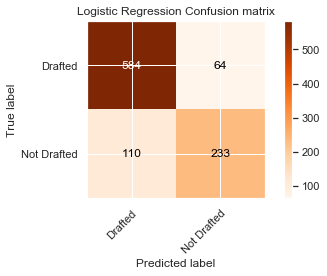 Logistic Regression Confusion matrix
True label
Drafted
584
64
Not Drafted
110
233
Drafted
Not Drafted
Predicted label
500
400
300
200
100